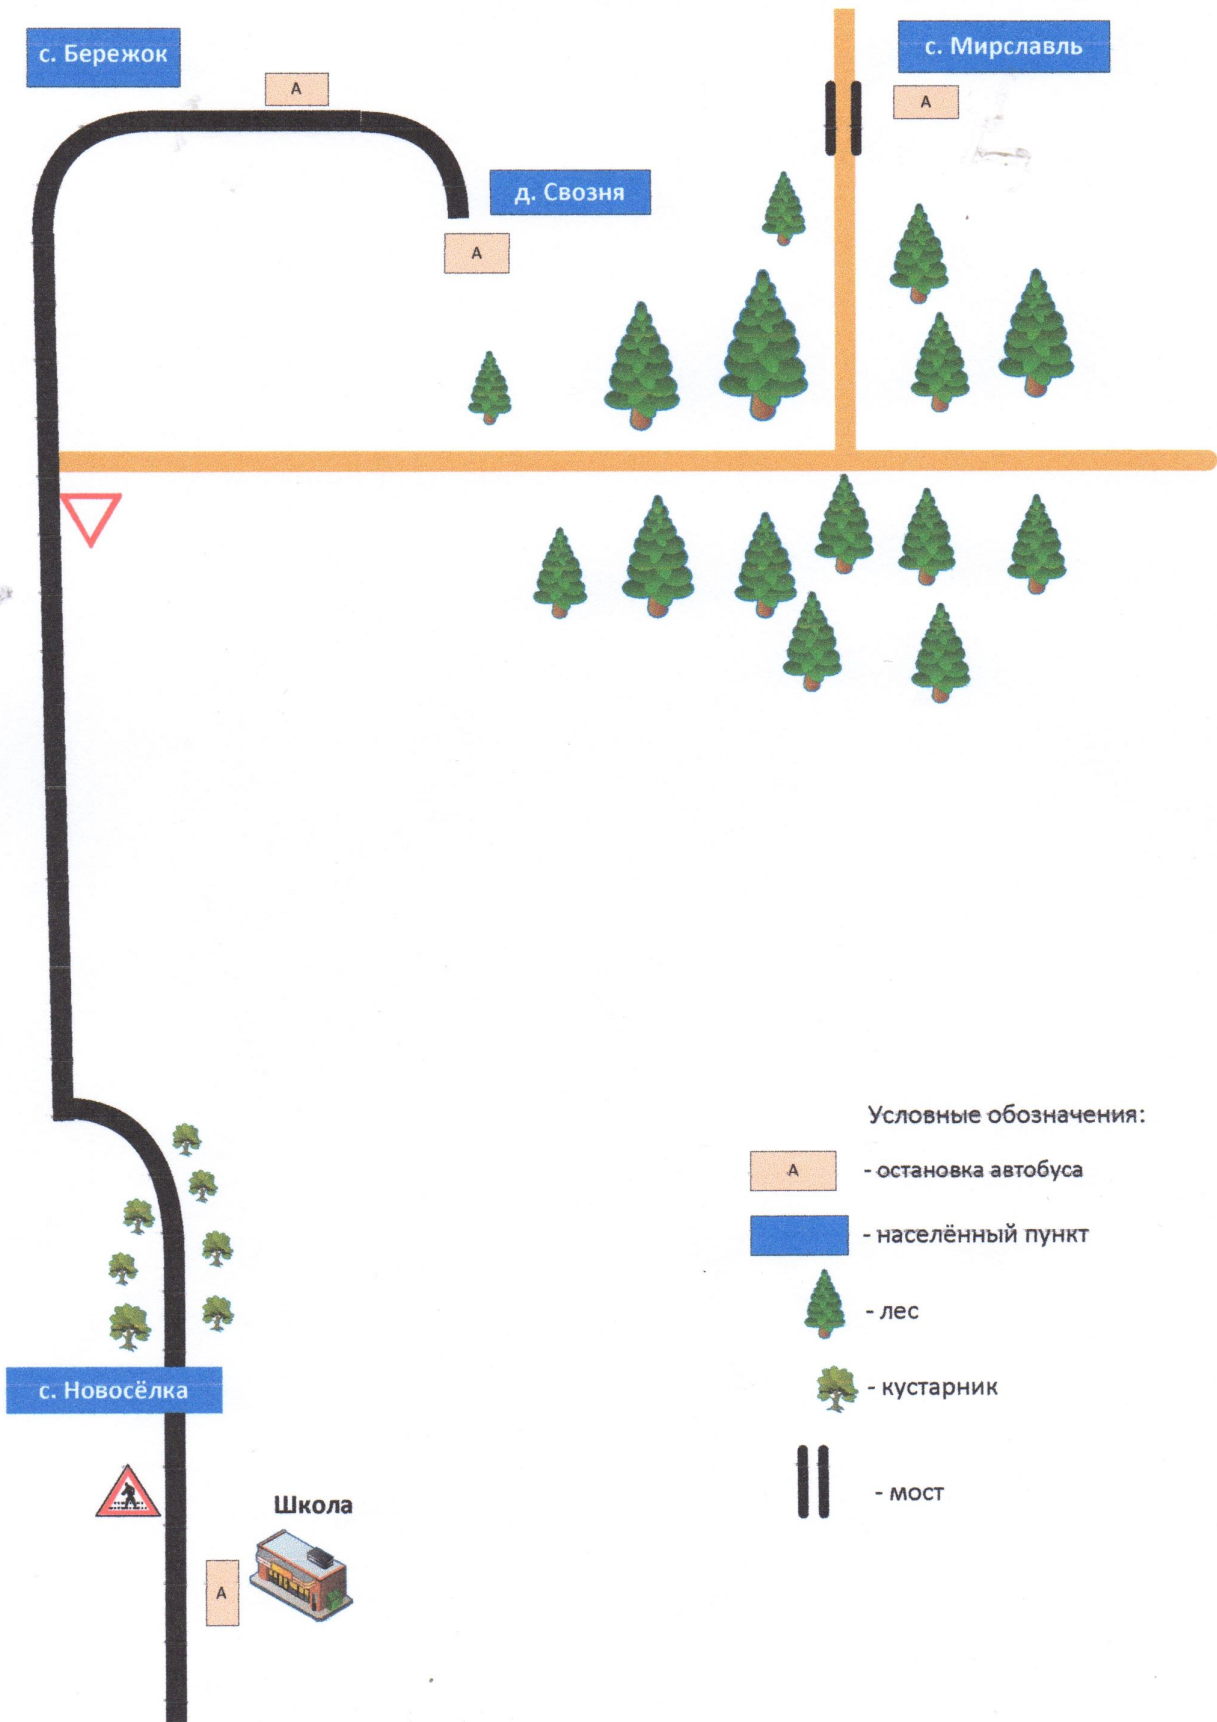 с. Бережок
с. Мирславль
А
А
д. Свозня
А
Условные обозначения:
А - остановка автобуса
- населённый пункт
- лес
- кустарник
с. Новосёлка
- мост
Школа
А